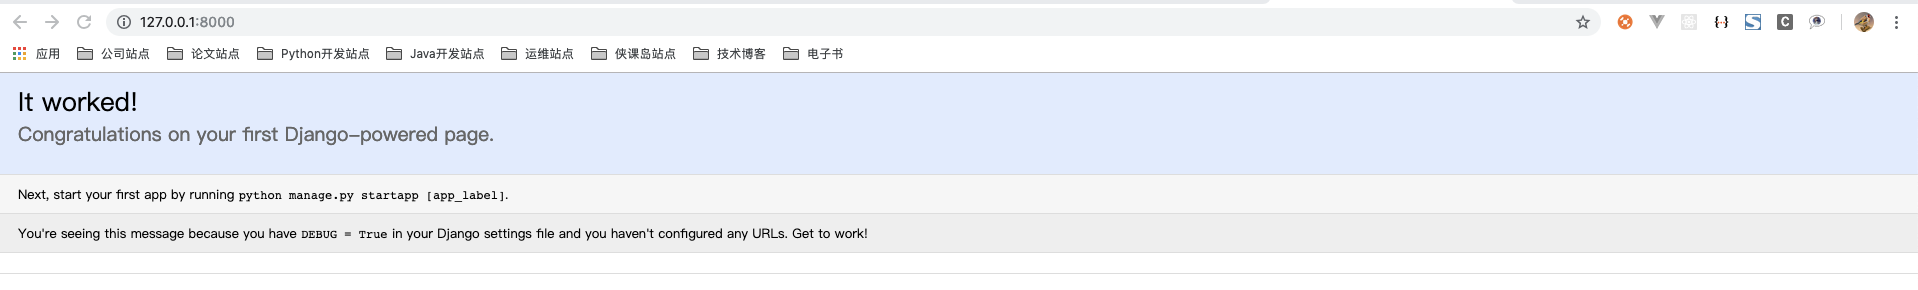 127.0.0.1:8000
应用 公司站点 论文站点 Python开发站点 Java开发站点 运维站点 侠课岛站点 技术博客 电子书
It worked!
Congratulations on your first Django-powered page.
Next, start your first app by running python manage.py startapp [app_label].
You're seeing this message because you have DEBUG = True in your Django settings file and you haven't configured any URLs. Get to work!